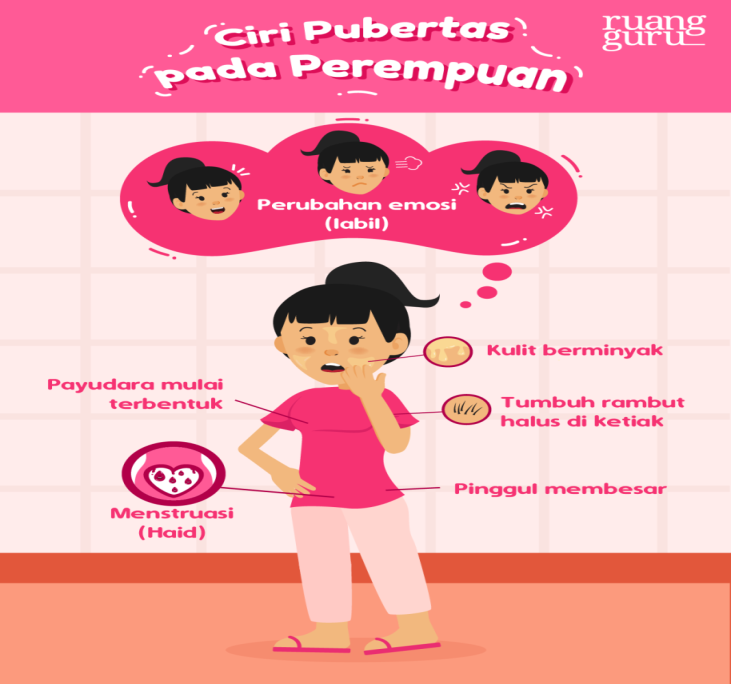 Ciri Pubertas
pada Perempuan
ruang
guru
Perubahan emosi
(labil)
Kulit berminyak
Payudara mulai
terbentuk
Tumbuh rambut
halus di ketiak
Menstruasi
(Haid)
Pinggul membesar